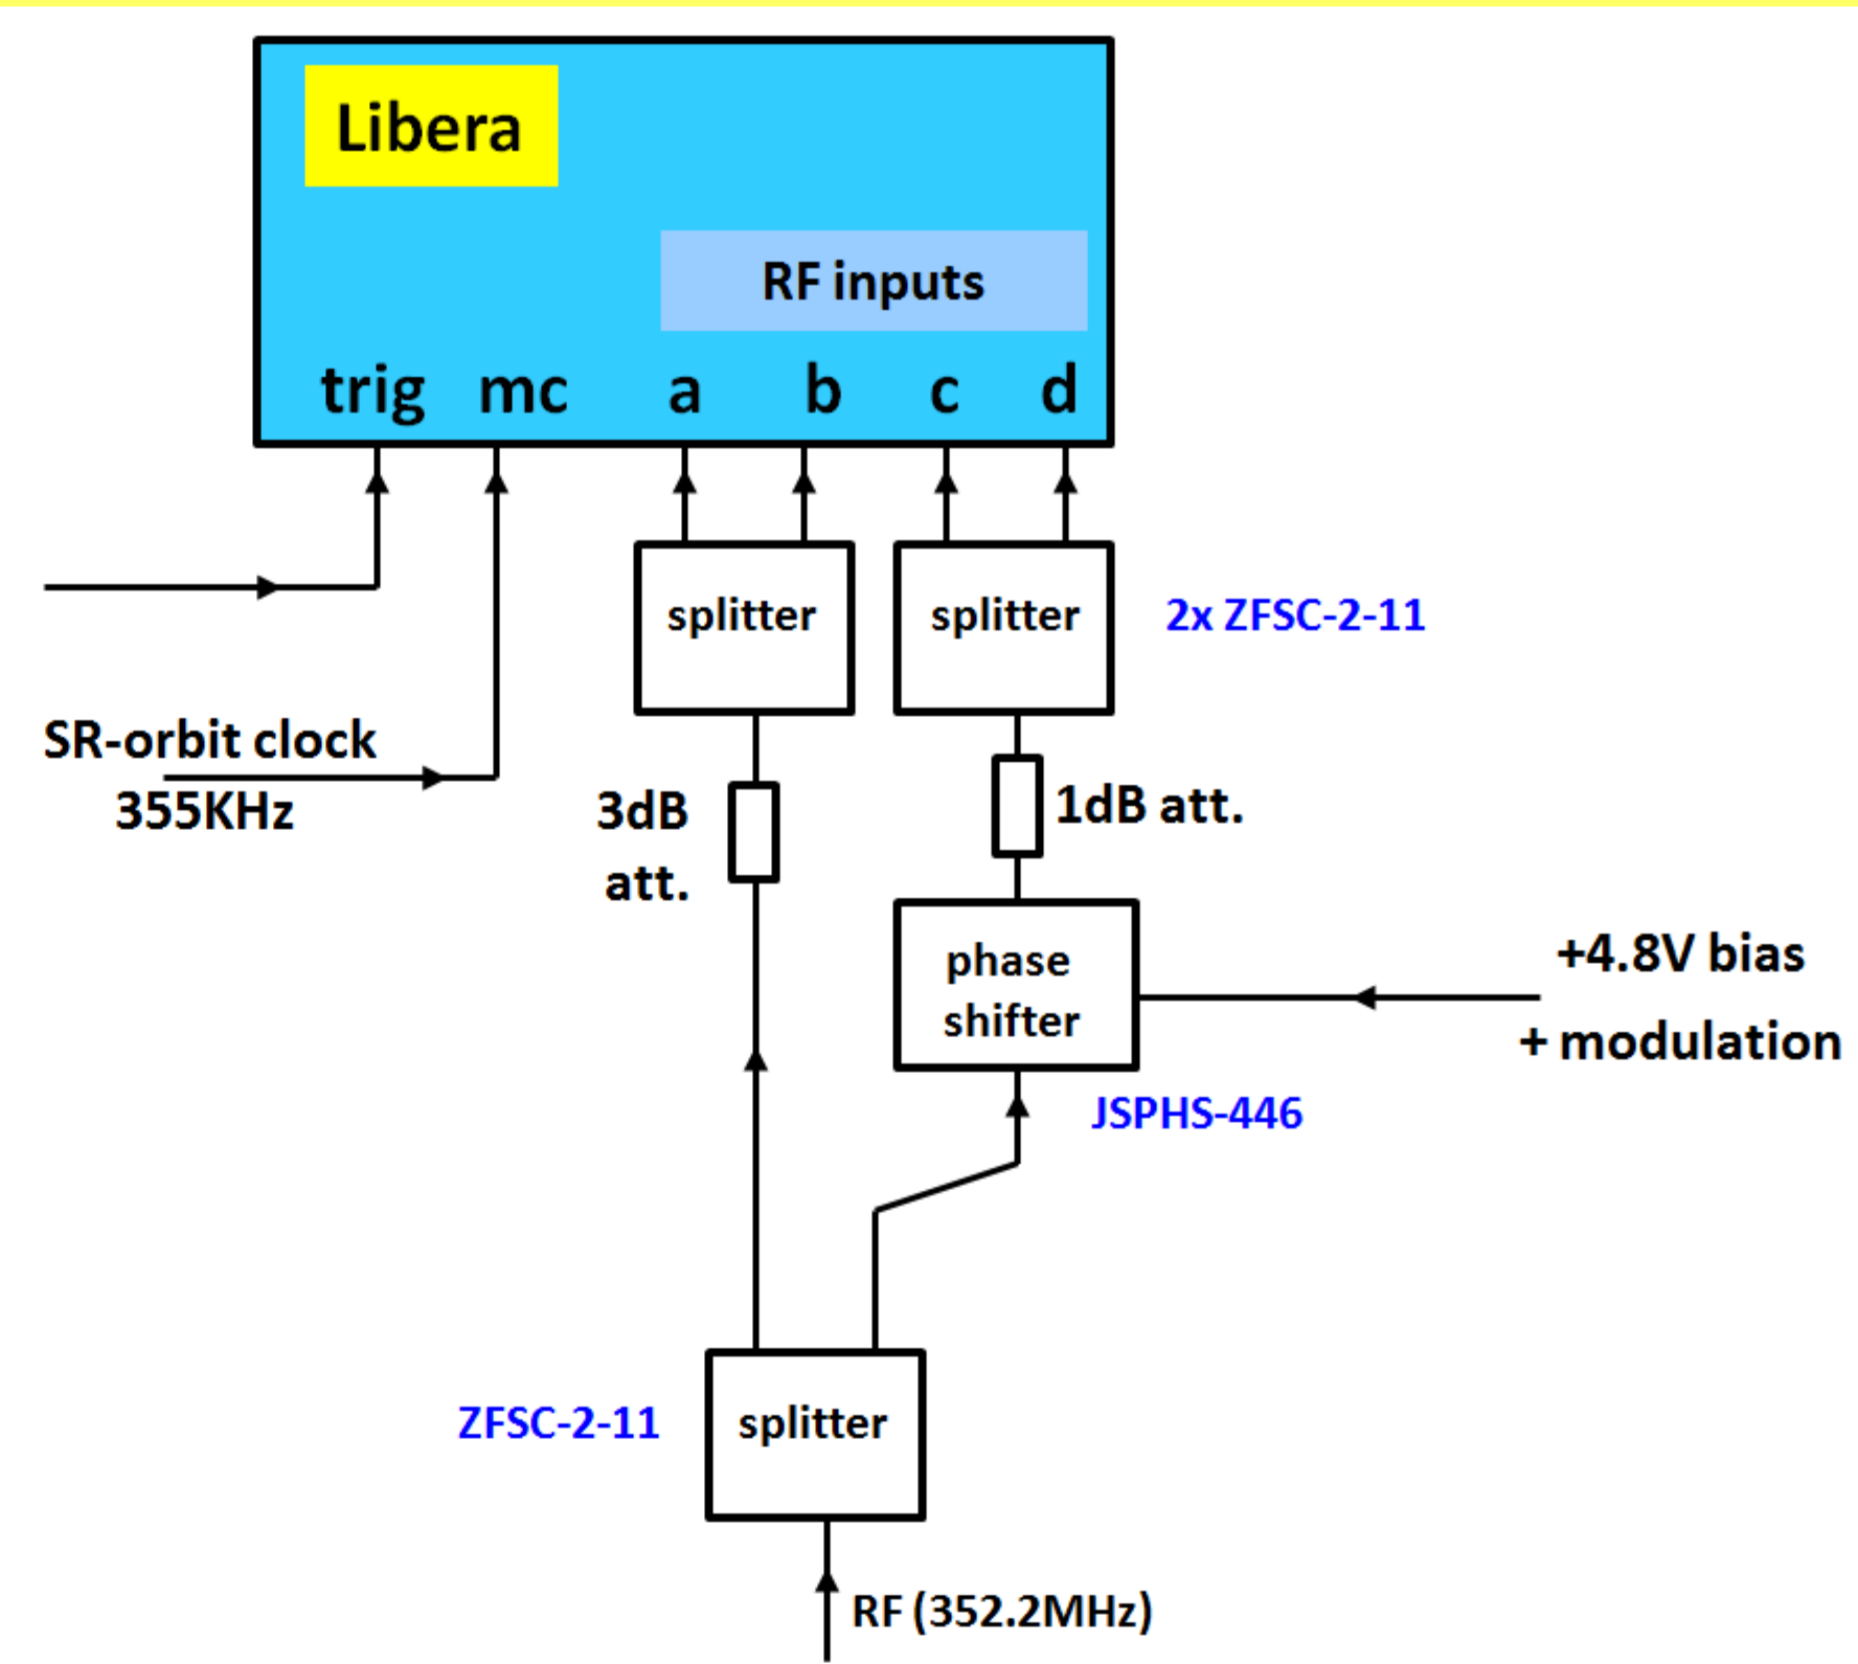 Libera
RF inputs
trig mc a b c d
splitter
splitter
2x ZFSC-2-11
SR-orbit clock
355KHz
3dB
att.
1dB att.
phase
shifter
+4.8V bias
+ modulation
JSPHS-446
ZFSC-2-11
splitter
RF (352.2MHz)